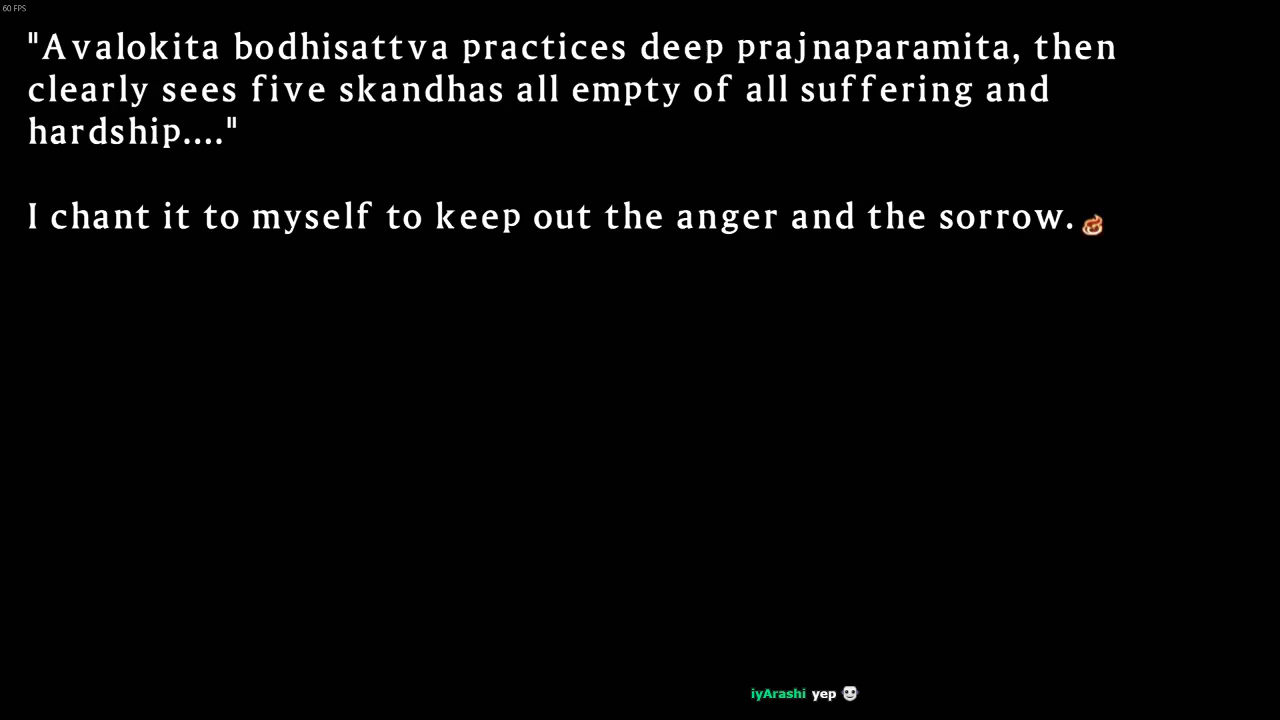 60 FPS
"Avalokita bodhisattva practices deep prajnaparamita, then
clearly sees five skandhas all empty of all suffering and
hardship...."
I chant it to myself to keep out the anger and the sorrow.
iyArashi yep